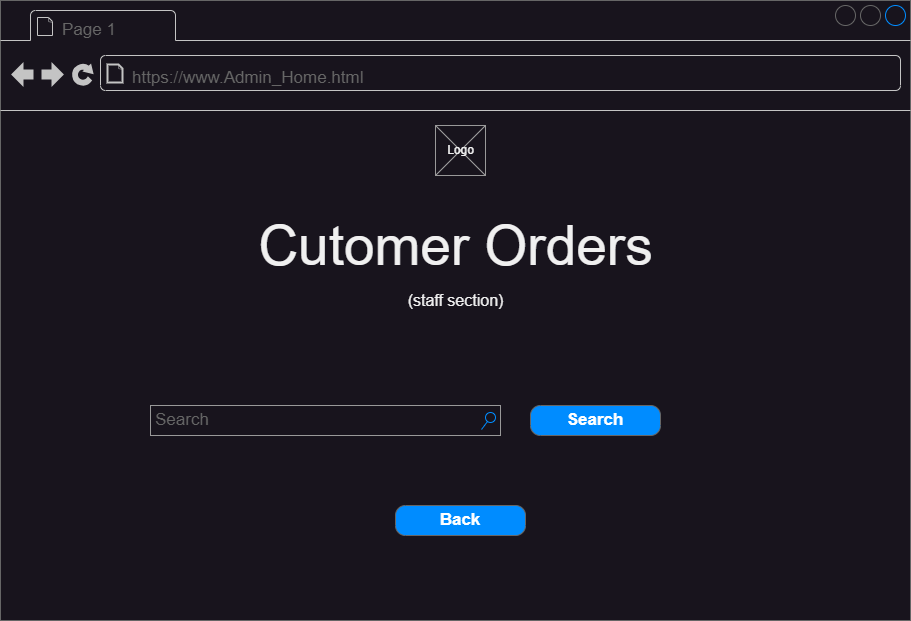 Page 1
https://www.Admin_Home.html
Logo
Cutomer Orders
(staff section)
Search
Search
Back